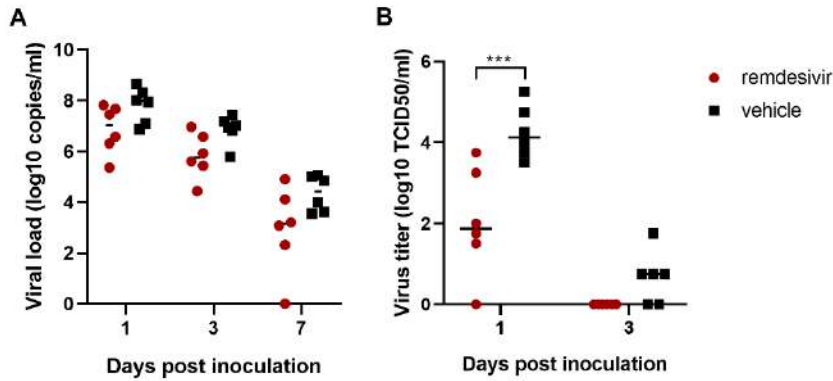 A
Viral load (log10 copies/ml)
10
8
6
4
2
0
1 3 7
Days post inoculation
B
Virus titer (log10 TCID50/ml)
6
4
2
0
***
1 3
Days post inoculation
remdesivir
vehicle